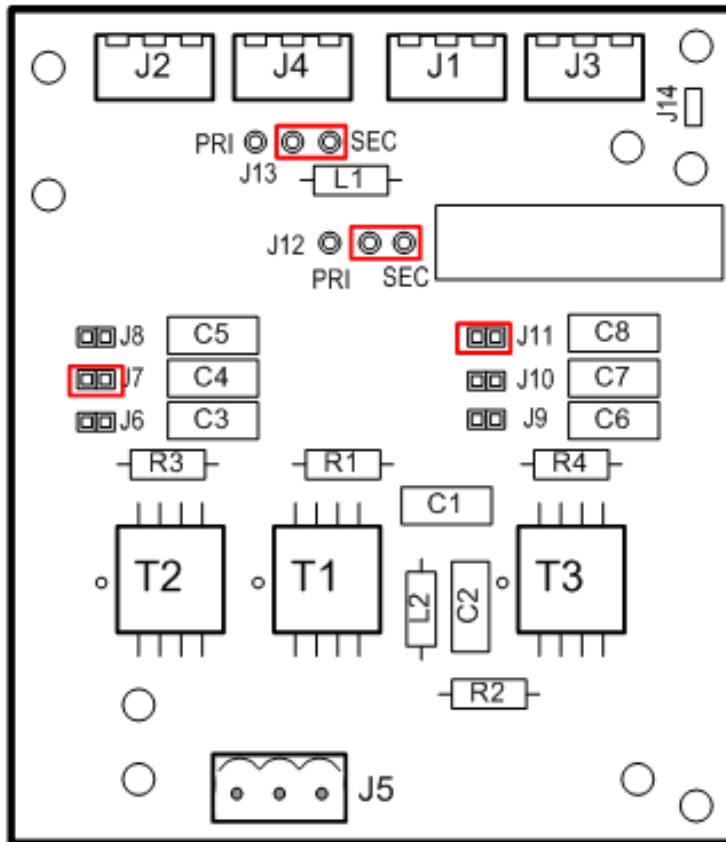 J2 J4 J1 J3
J14
PRI SEC
J13 L1
J12
PRI SEC
J8 C5 J11 C8
J7 C4 J10 C7
J6 C3 J9 C6
R3 R1 R4
C1
T2 T1 T3
L2 C2
R2
J5